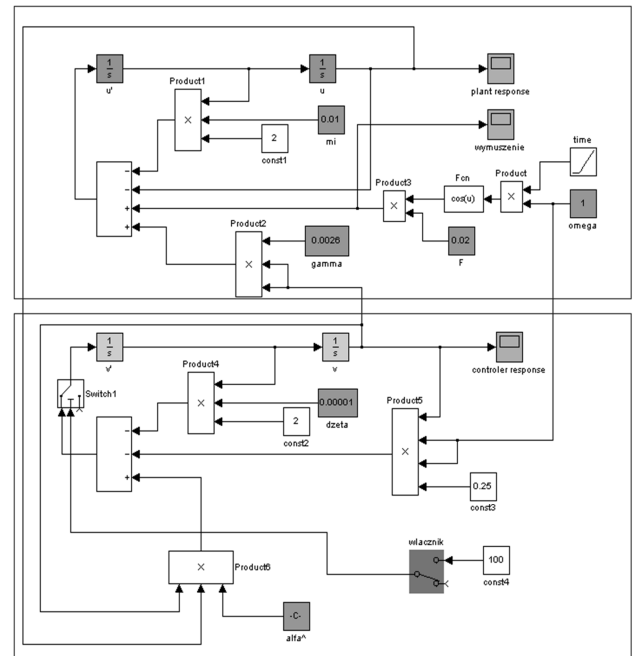 1
s
u'
Product1
×
1
s
u
plant response
0.01
mi
2
const1
wymuszenie
time
Product3
×
Fcn
cos(u)
Product
×
1
omega
Product2
×
0.0026
gamma
0.02
F
−
−
+
+
1
s
v'
Product4
×
1
s
v
controler response
Switch1
0.00001
dzeta
2
const2
Product5
×
−
−
+
0.25
const3
wlacznik
100
const4
×
Product6
-C-
alfa^